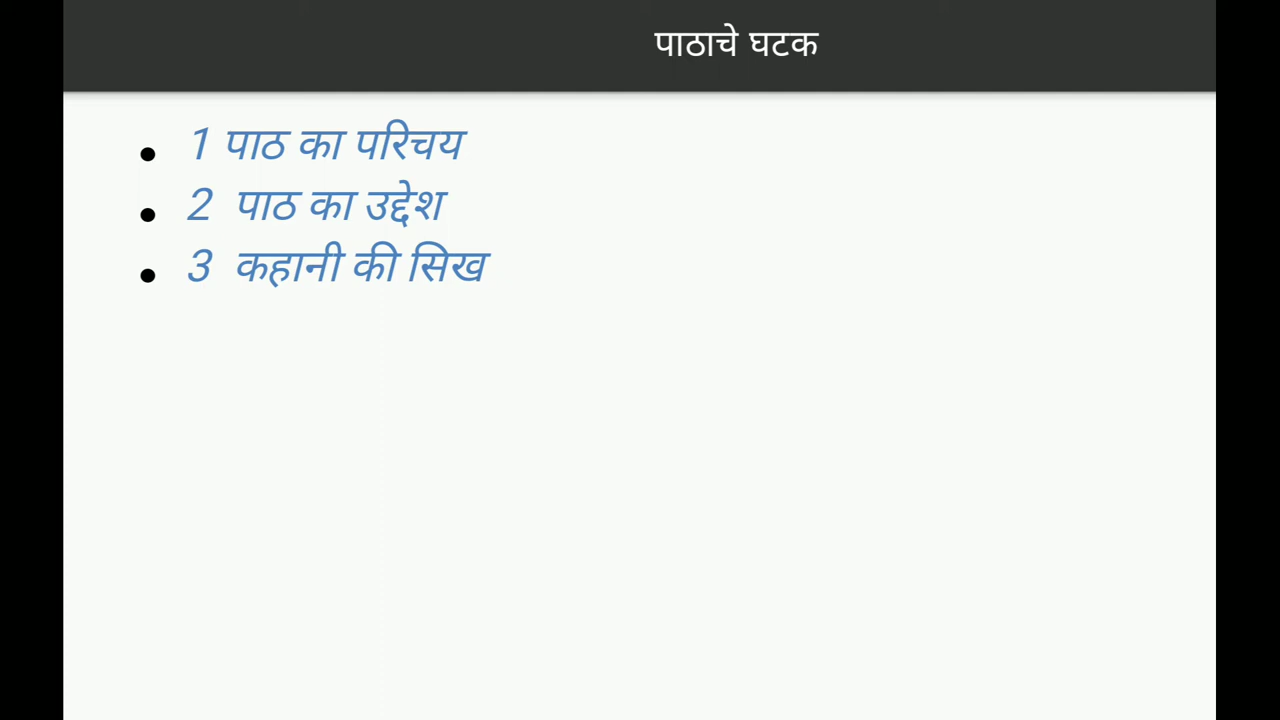 पाठाचे घटक
• 1 पाठ का परिचय
• 2 पाठ का उद्देश
• 3 कहानी की सिख